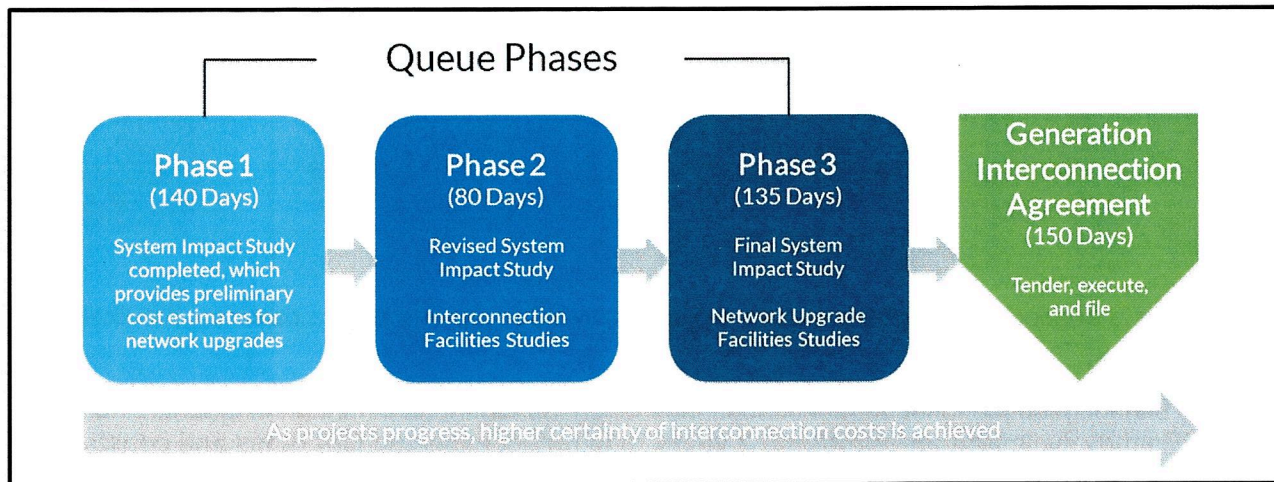 Queue Phases
Phase 1
(140 Days)
System Impact Study
completed, which
provides preliminary
cost estimates for
network upgrades
Phase 2
(80 Days)
Revised System
Impact Study
Interconnection
Facilities Studies
Phase 3
(135 Days)
Final System
Impact Study
Network Upgrade
Facilities Studies
Generation
Interconnection
Agreement
(150 Days)
Tender, execute,
and file
As projects progress, higher certainty of interconnection costs is achieved